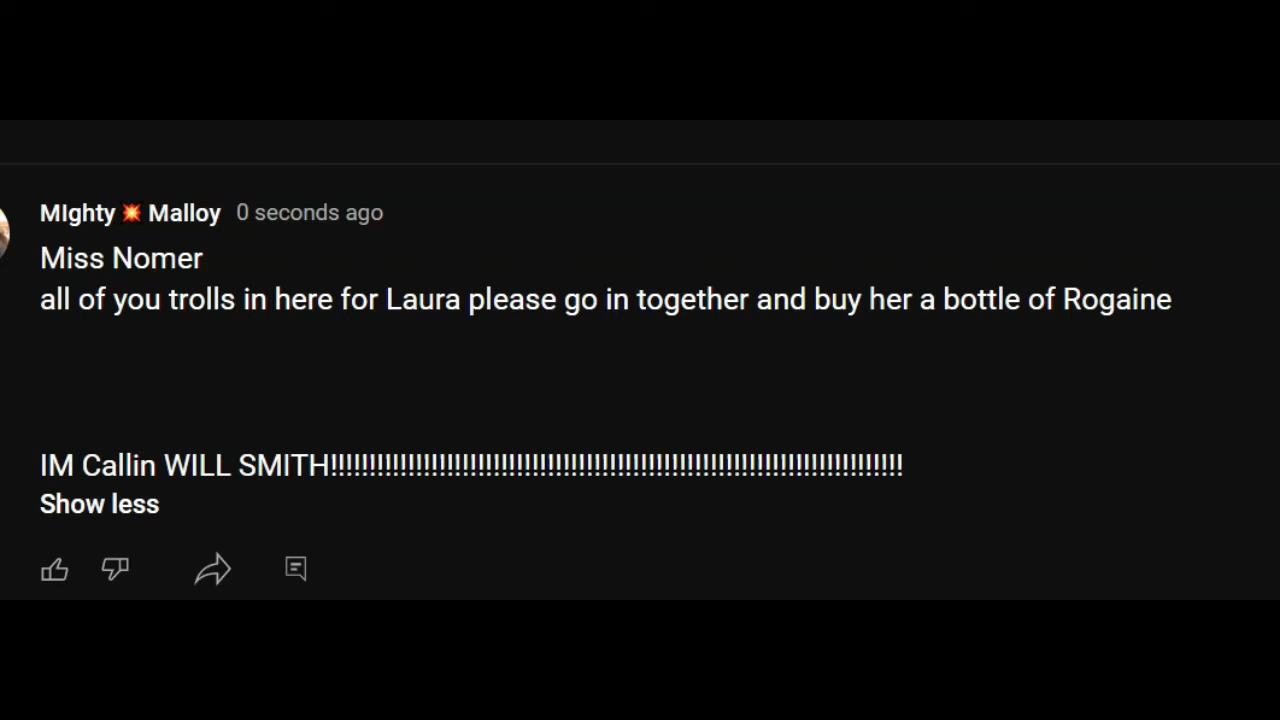 MIghty💥Malloy 0 seconds ago
Miss Nomer
all of you trolls in here for Laura please go in together and buy her a bottle of Rogaine
IM Callin WILL SMITH!!!!!!!!!!!!!!!!!!!!!!!!!!!!!!!!!!!!!!!!!!!!!!!!!!!!!!!!!!!!!!!!!!!!!!!!!!
Show less